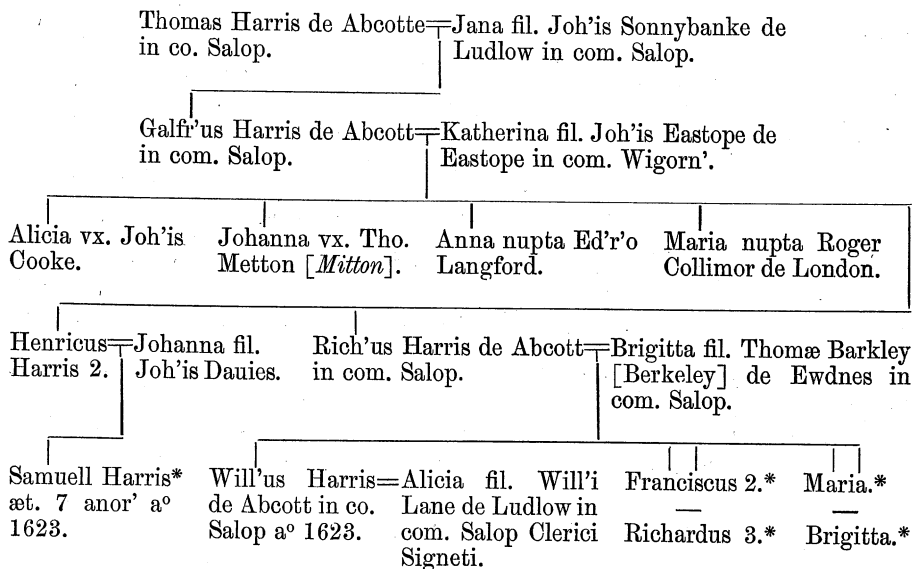 Thomas Harris de Abcotte=Jana fil. Joh'is Sonnybanke de
in co. Salop. Ludlow in com. Salop.
Galfr'us Harris de Abcott=Katherina fil. Joh'is Eastope de
in com. Salop. Eastope in com. Wigorn'.
Alicia vx. Joh'is
Cooke.
Johanna vx. Tho.
Metton [Mitton].
Anna nupta Ed'r'o
Langford.
Maria nupta Roger
Collimor de London.
Henricus=Johanna fil.
Harris 2. Joh'is Dauies.
Rich'us Harris de Abcott=Brigitta fil. Thomæ Barkley
in com. Salop. [Berkeley] de Ewdnes in
com. Salop.
Samuell Harris*
æt. 7 anor' aº
1623.
Will'us Harris=Alicia fil. Will'i
de Abcott in co. Lane de Ludlow in
Salop aº 1623. com. Salop Clerici
Signeti.
Franciscus 2.*
—
Richardus 3.*
Maria.*
—
Brigitta.*